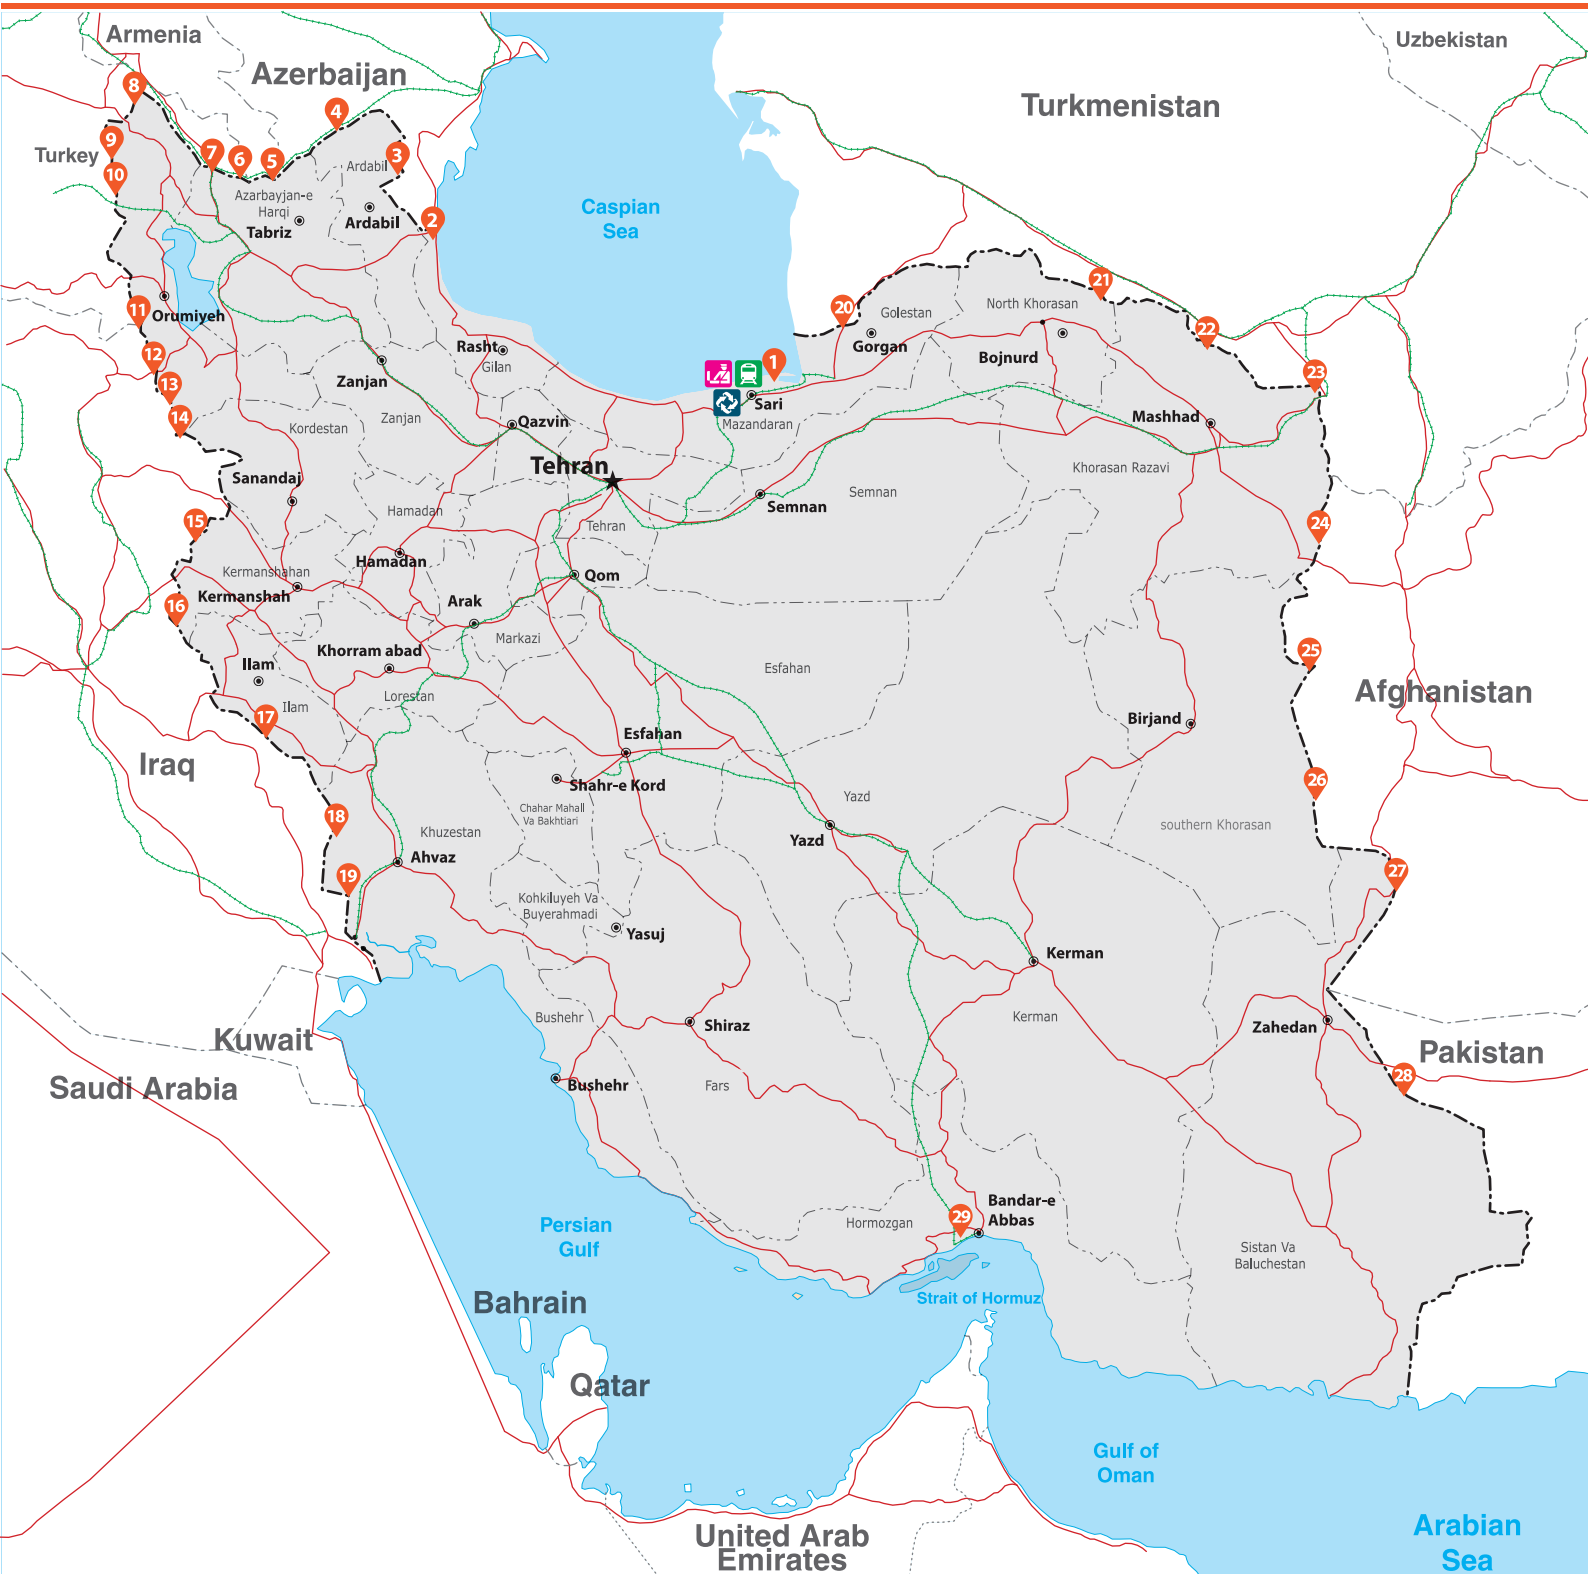 Armenia
Uzbekistan
Azerbaijan
8
Turkmenistan
4
9
Turkey
7
6
5
3
Ardabil
10
Azarbayjan-e
Harqi
Tabriz
Ardabil
2
Caspian
Sea
21
11
Orumiyeh
20
Golestan
North Khorasan
22
Gorgan
Bojnurd
12
Rasht
Gilan
1
13
Zanjan
23
14
Sari
Zanjan
Kordestan
Qazvin
Mazandaran
Mashhad
Tehran
Khorasan Razavi
Sanandaj
Semnan
Semnan
Hamadan
15
Tehran
24
Hamadan
Kermanshahan
Qom
Kermanshah
16
Arak
Markazi
Khorram abad
25
Ilam
Esfahan
Ilam
Lorestan
Afghanistan
17
Birjand
Esfahan
Iraq
Shahr-e Kord
26
Yazd
Chahar Mahall
Va Bakhtiari
18
Khuzestan
Yazd
southern Khorasan
Ahvaz
19
27
Kohkiluyeh Va
Buyerahmadi
Yasuj
Kerman
Bushehr
Shiraz
Kerman
Zahedan
Kuwait
Pakistan
Saudi Arabia
Bushehr
Fars
28
Bandar-e
Abbas
29
Hormozgan
Persian
Gulf
Sistan Va
Baluchestan
Strait of Hormuz
Bahrain
Qatar
Gulf of
Oman
United Arab
Emirates
Arabian
Sea